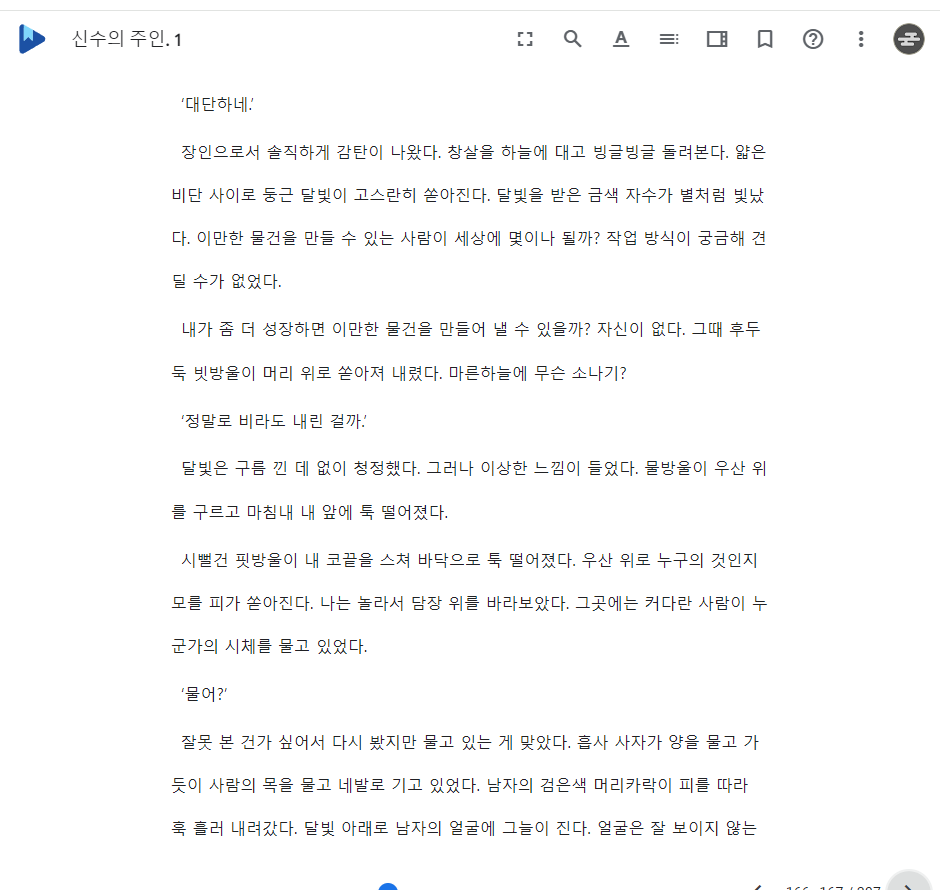 신수의 주인. 1
‘대단하네.’
장인으로서 솔직하게 감탄이 나왔다. 창살을 하늘에 대고 빙글빙글 돌려본다. 얇은
비단 사이로 둥근 달빛이 고스란히 쏟아진다. 달빛을 받은 금색 자수가 별처럼 빛났
다. 이만한 물건을 만들 수 있는 사람이 세상에 몇이나 될까? 작업 방식이 궁금해 견
딜 수가 없었다.
내가 좀 더 성장하면 이만한 물건을 만들어 낼 수 있을까? 자신이 없다. 그때 후두
둑 빗방울이 머리 위로 쏟아져 내렸다. 마른하늘에 무슨 소나기?
‘정말로 비라도 내린 걸까.’
달빛은 구름 낀 데 없이 청정했다. 그러나 이상한 느낌이 들었다. 물방울이 우산 위
를 구르고 마침내 내 앞에 툭 떨어졌다.
시뻘건 핏방울이 내 코끝을 스쳐 바닥으로 툭 떨어졌다. 우산 위로 누구의 것인지
모를 피가 쏟아진다. 나는 놀라서 담장 위를 바라보았다. 그곳에는 커다란 사람이 누
군가의 시체를 물고 있었다.
‘물어?’
잘못 본 건가 싶어서 다시 봤지만 물고 있는 게 맞았다. 흡사 사자가 양을 물고 가
듯이 사람의 목을 물고 네발로 기고 있었다. 남자의 검은색 머리카락이 피를 따라
훅 흘러 내려갔다. 달빛 아래로 남자의 얼굴에 그늘이 진다. 얼굴은 잘 보이지 않는